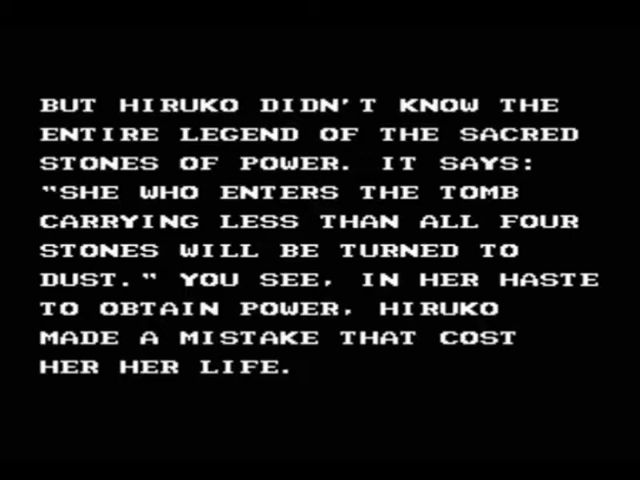 BUT HIRUKO DIDN'T KNOW THE
ENTIRE LEGEND OF THE SACRED
STONES OF POWER. IT SAYS:
"SHE WHO ENTERS THE TOMB
CARRYING LESS THAN ALL FOUR
STONES WILL BE TURNED TO
DUST." YOU SEE, IN HER HASTE
TO OBTAIN POWER, HIRUKO
MADE A MISTAKE THAT COST
HER HER LIFE.